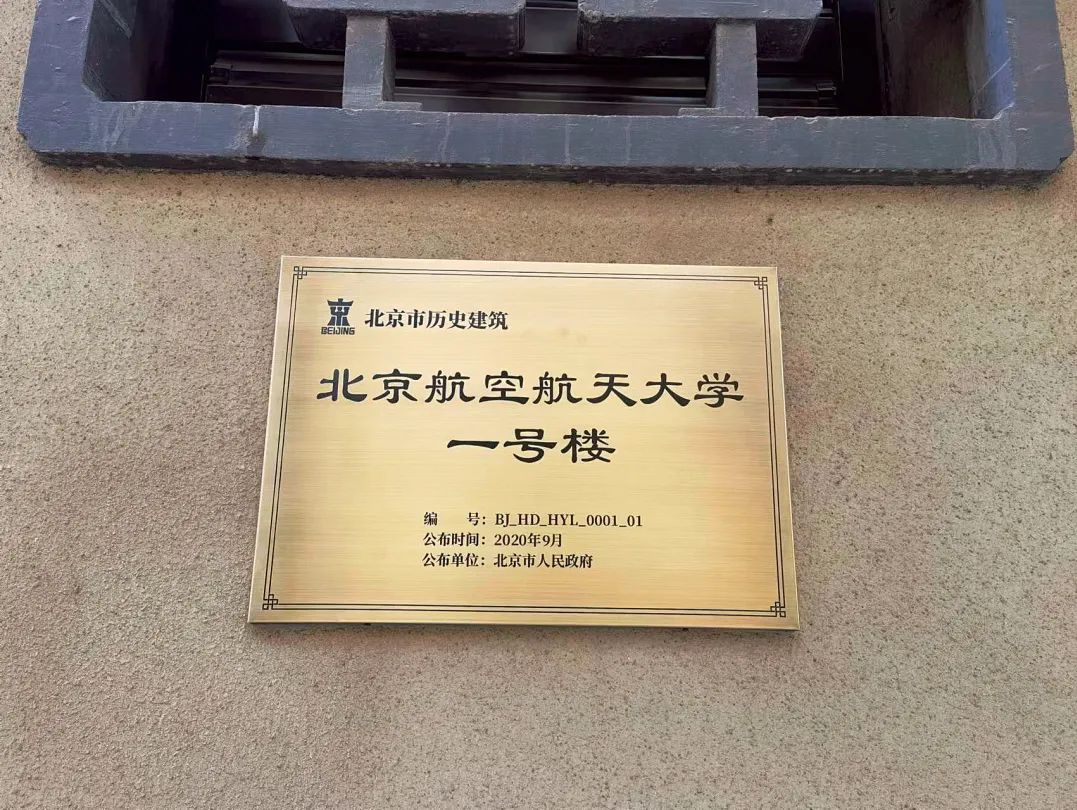 BEIJING
北京市历史建筑
北京航空航天大学
一号楼
编 号：BJ_HD_HYL_0001_01
公布时间：2020年9月
公布单位：北京市人民政府